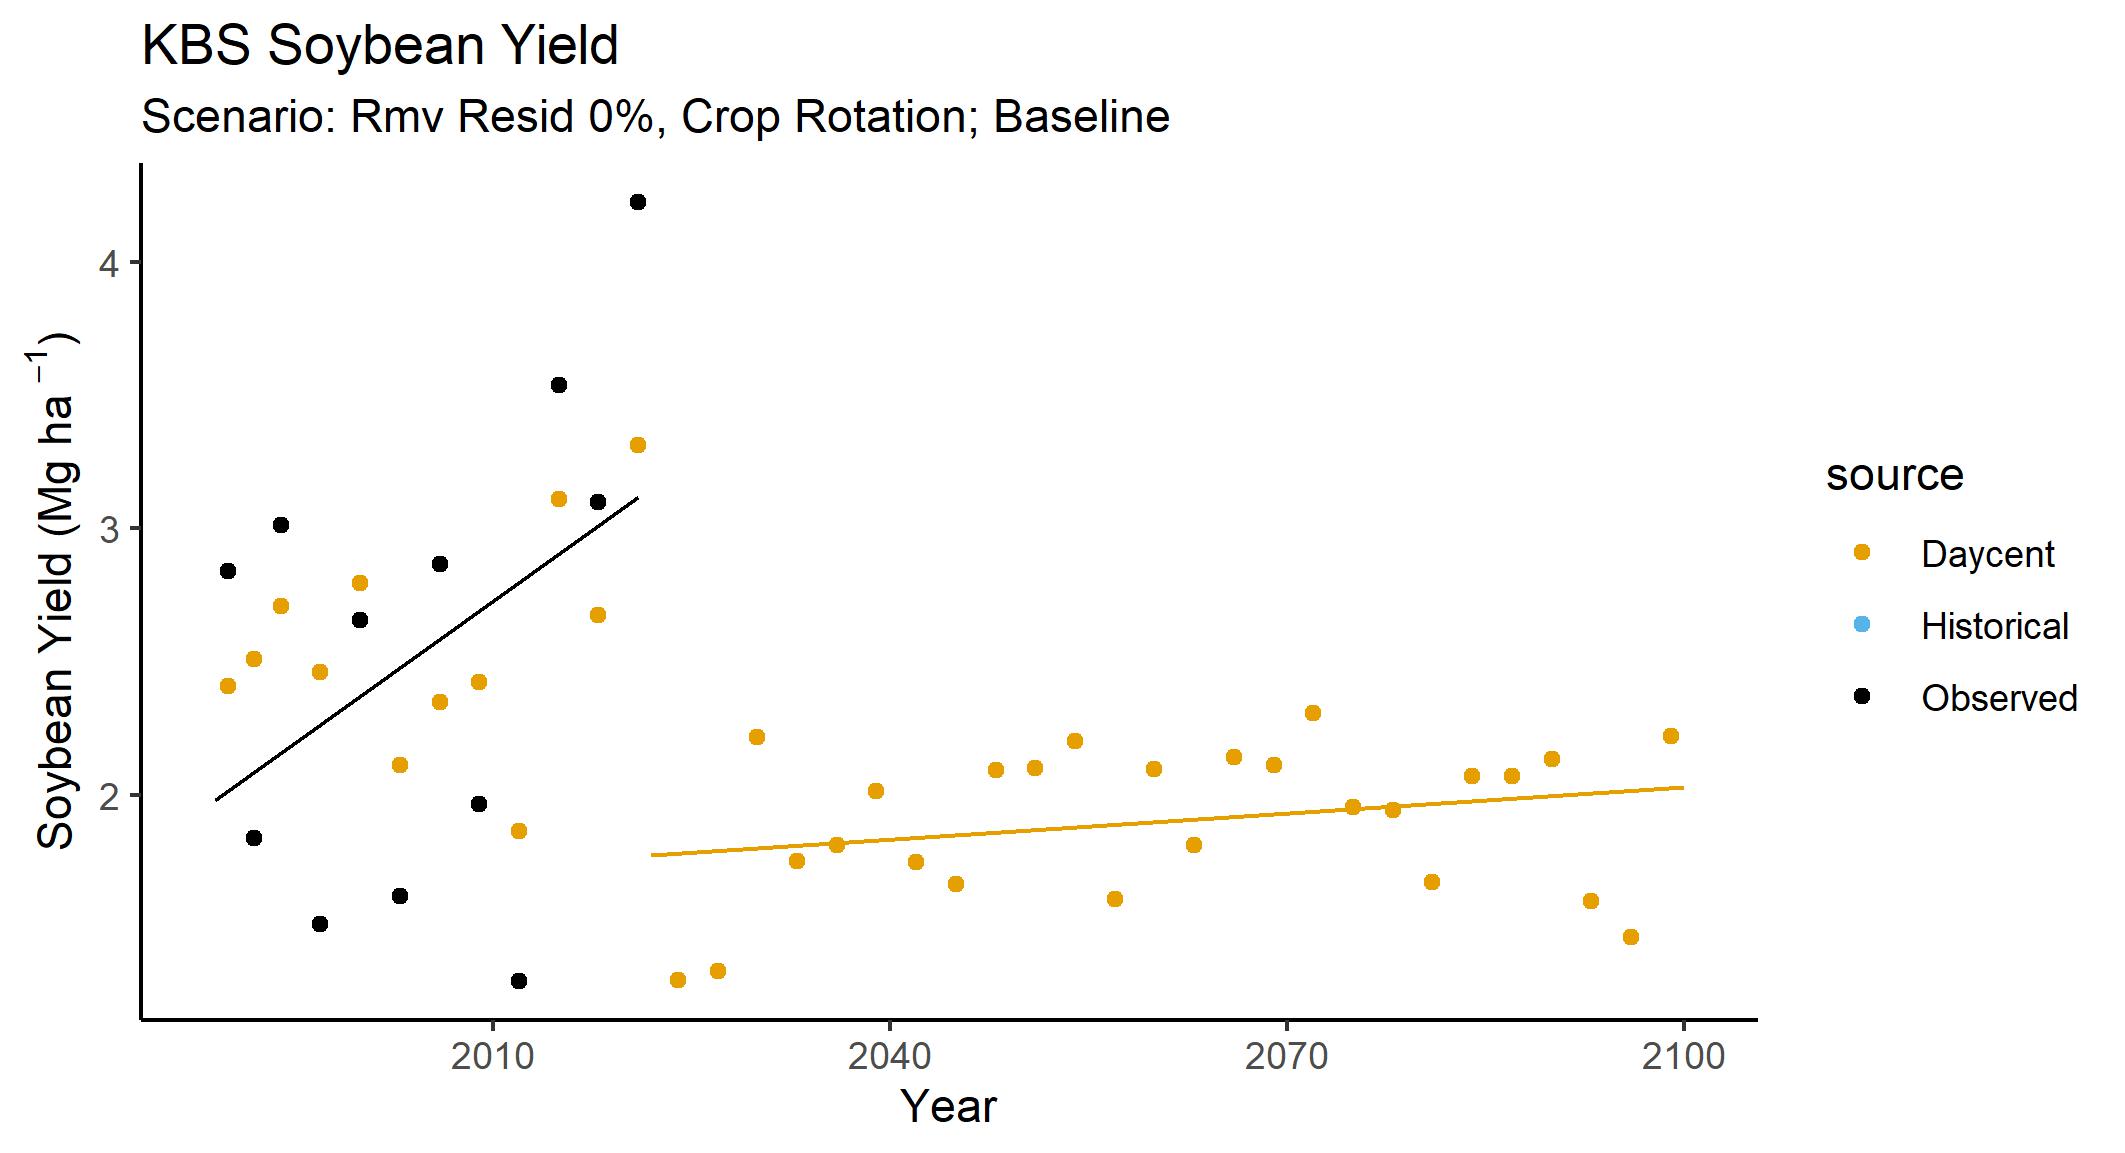 KBS Soybean Yield
Scenario: Rmv Resid 0%, Crop Rotation; Baseline
Soybean Yield (Mg ha −1)
4
3
2
2010
2040
2070
2100
Year
source
Daycent
Historical
Observed